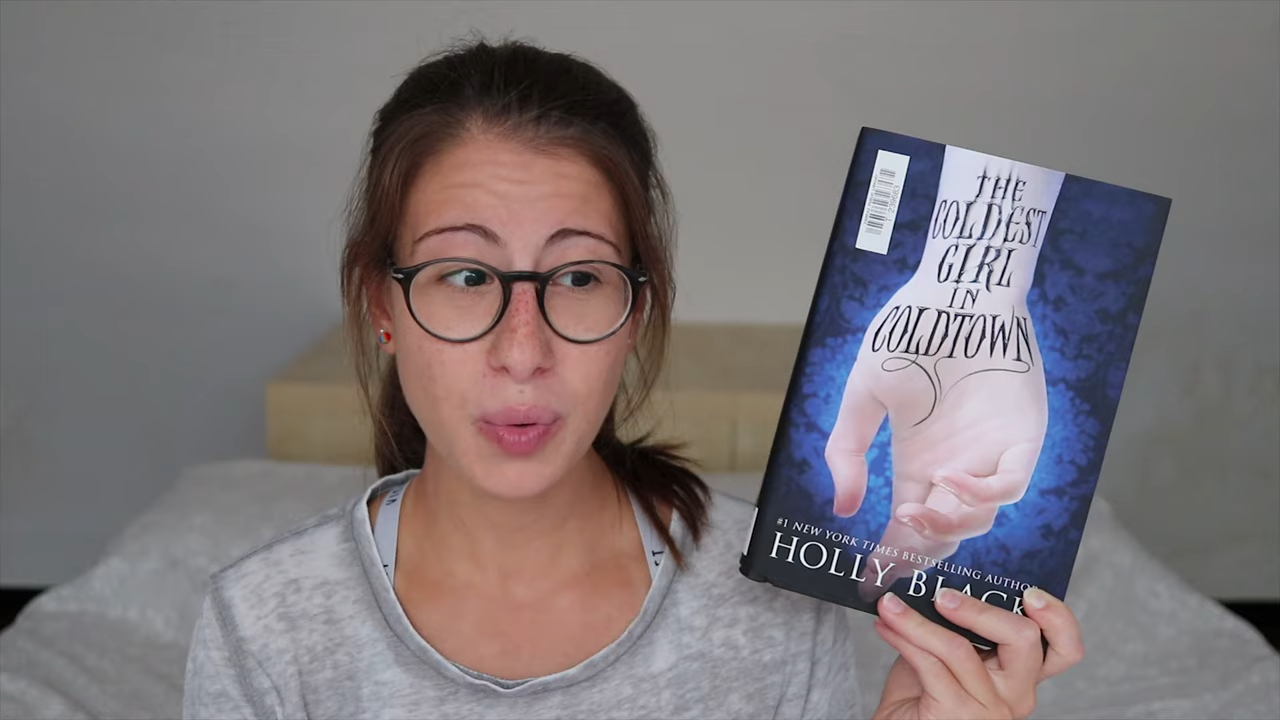 THE
COLDEST
GIRL
IN
COLDTOWN
#1 NEW YORK TIMES BESTSELLING AUTHOR
HOLLY BLACK